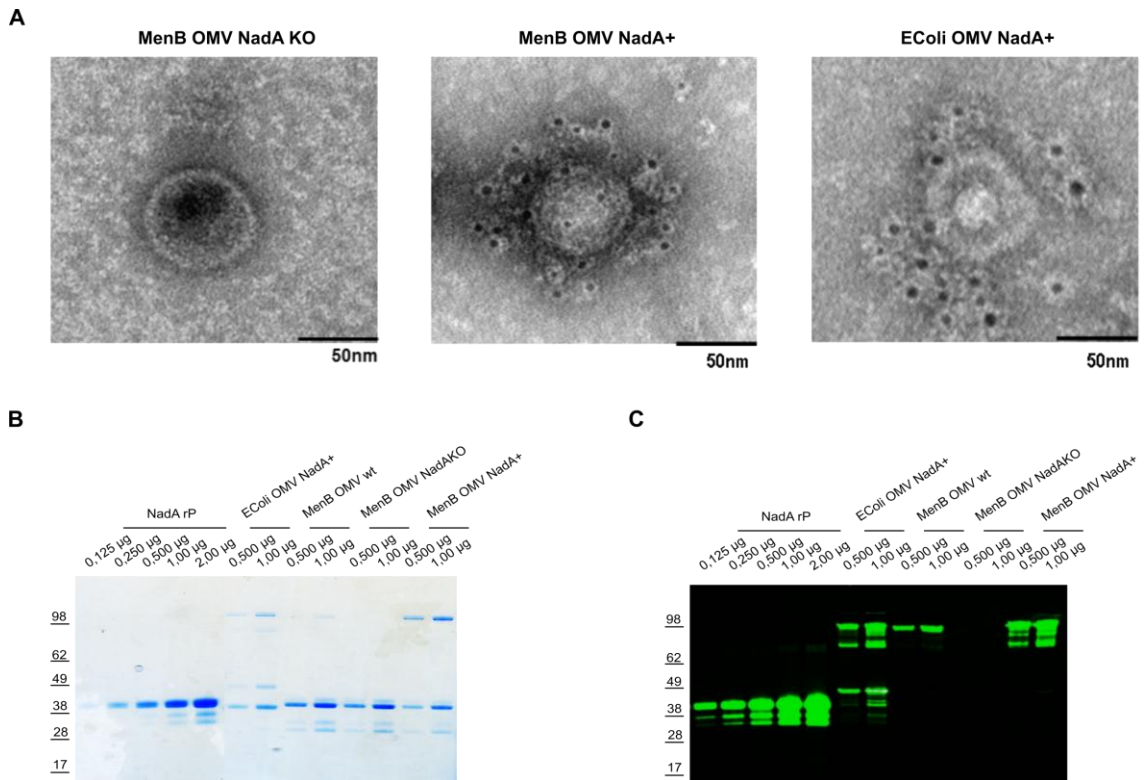 A
MenB OMV NadA KO
MenB OMV NadA+
EColi OMV NadA+
50nm
50nm
50nm
B
NadA rP
EColi OMV NadA+
MenB OMV wt
MenB OMV NadAKO
MenB OMV NadA+
0,125 µg
0,250 µg
0,500 µg
1,00 µg
2,00 µg
0,500 µg
1,00 µg
0,500 µg
1,00 µg
0,500 µg
1,00 µg
0,500 µg
1,00 µg
98
62
49
38
28
17
C
NadA rP
EColi OMV NadA+
MenB OMV wt
MenB OMV NadAKO
MenB OMV NadA+
0,125 µg
0,250 µg
0,500 µg
1,00 µg
2,00 µg
0,500 µg
1,00 µg
0,500 µg
1,00 µg
0,500 µg
1,00 µg
0,500 µg
1,00 µg
98
62
49
38
28
17